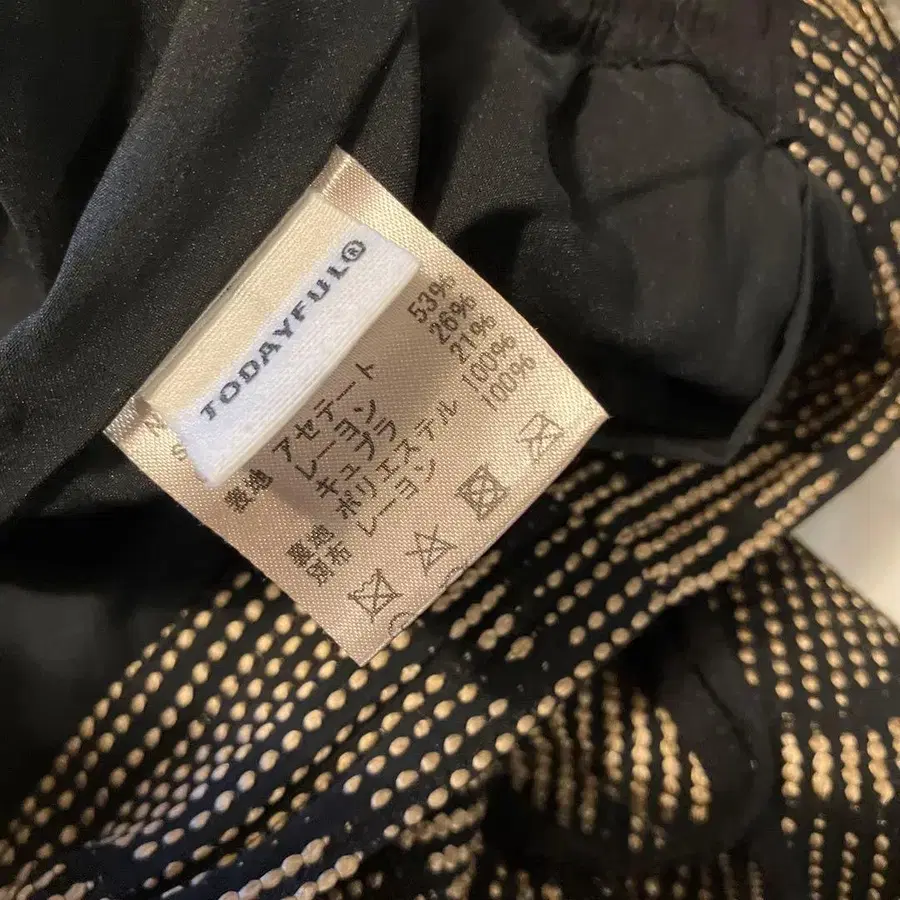 TODAYFUL®
表地 アセテート 53%
レーヨン 26%
キュプラ 21%
裏地 ポリエステル 100%
別布 レーヨン 100%